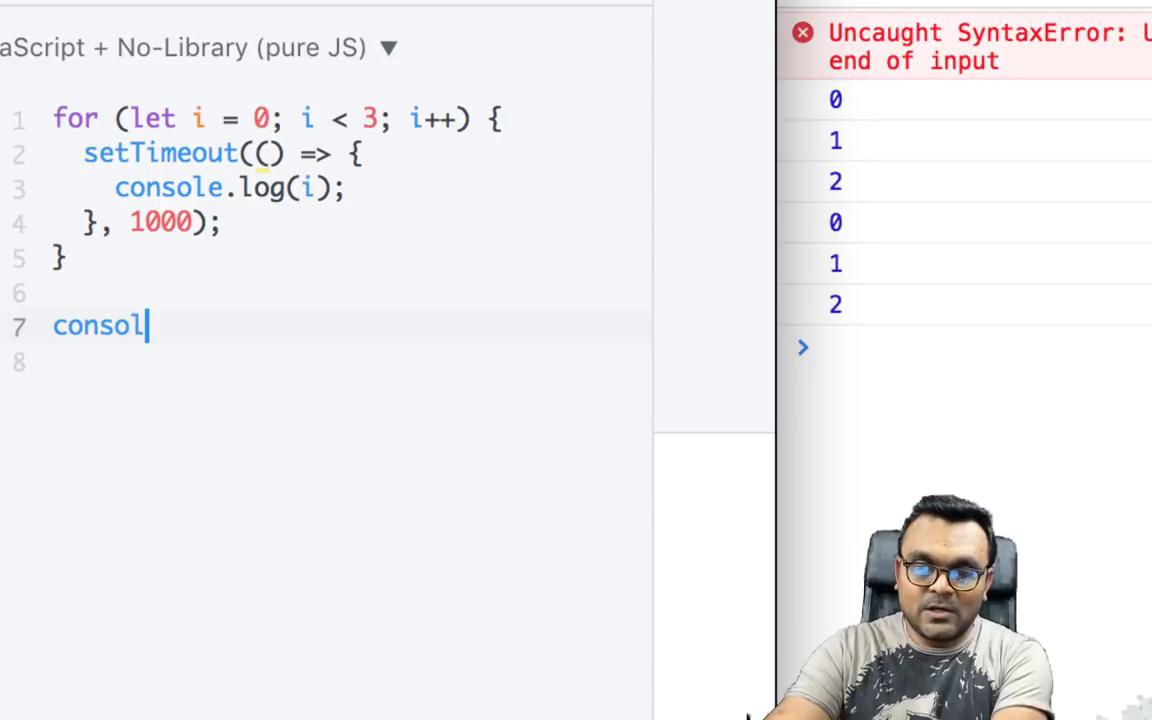 aScript + No-Library (pure JS) ▼
1 for (let i = 0; i < 3; i++) {
2 setTimeout(() => {
3 console.log(i);
4 }, 1000);
5 }
6
7 consol
8
Uncaught SyntaxError: U
end of input
0
1
2
0
1
2
>